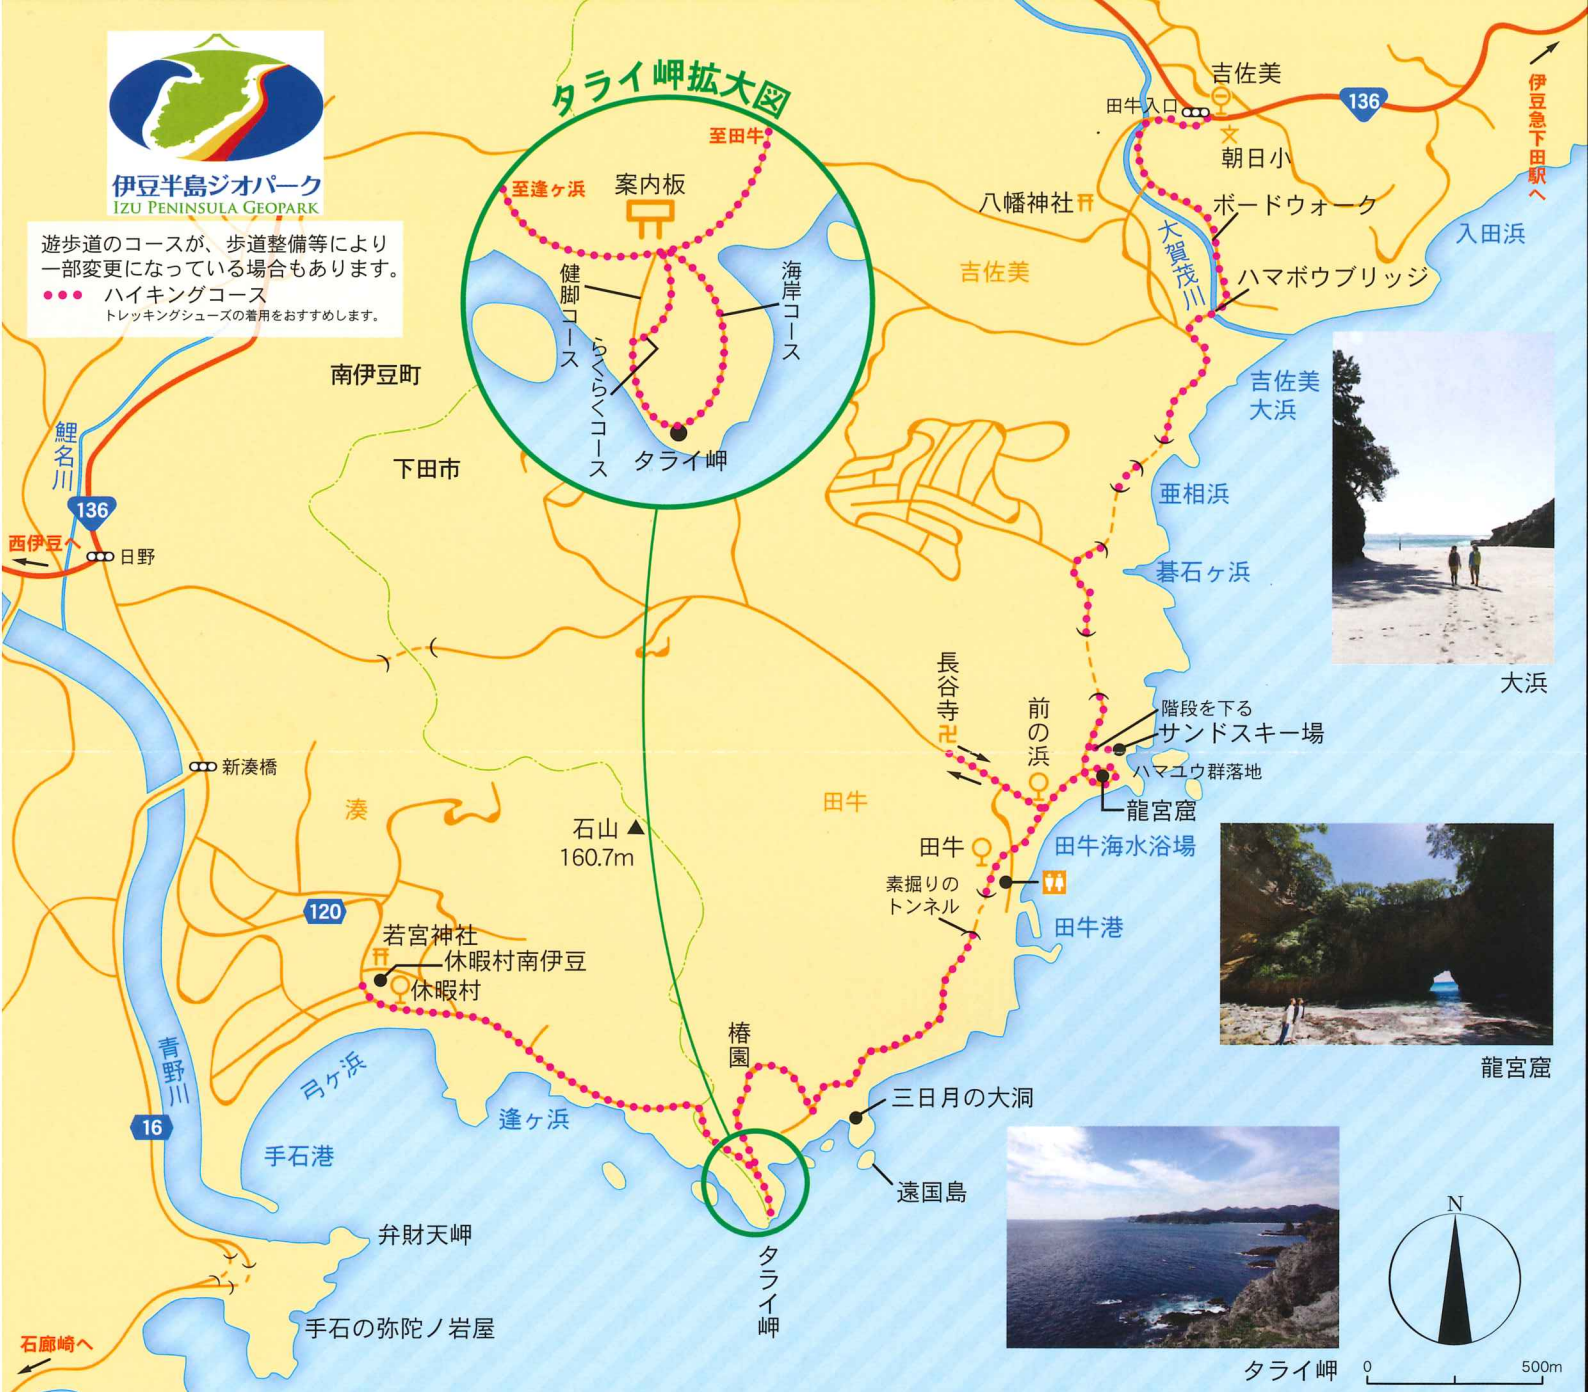 伊豆半島ジオパーク
IZU PENINSULA GEOPARK
遊歩道のコースが、歩道整備等により
一部変更になっている場合もあります。
ハイキングコース
トレッキングシューズの着用をおすすめします。
タライ岬拡大図
至田牛
至逢ヶ浜
案内板
健脚コース
海岸コース
らくらくコース
タライ岬
吉佐美
田牛入口
136
伊豆急下田駅へ
朝日小
八幡神社
ボードウォーク
大賀茂川
入田浜
吉佐美
ハマボウブリッジ
南伊豆町
吉佐美
大浜
鯉名川
下田市
亜相浜
136
西伊豆へ
日野
碁石ヶ浜
大浜
長谷寺
前の浜
階段を下る
サンドスキー場
新湊橋
ハマユウ群落地
湊
田牛
龍宮窟
石山
160.7m
田牛
田牛海水浴場
素掘りの
トンネル
120
田牛港
若宮神社
休暇村南伊豆
休暇村
椿園
青野川
弓ヶ浜
龍宮窟
三日月の大洞
逢ヶ浜
16
手石港
遠国島
弁財天岬
N
タライ岬
手石の弥陀ノ岩屋
石廊崎へ
タライ岬
0
500m